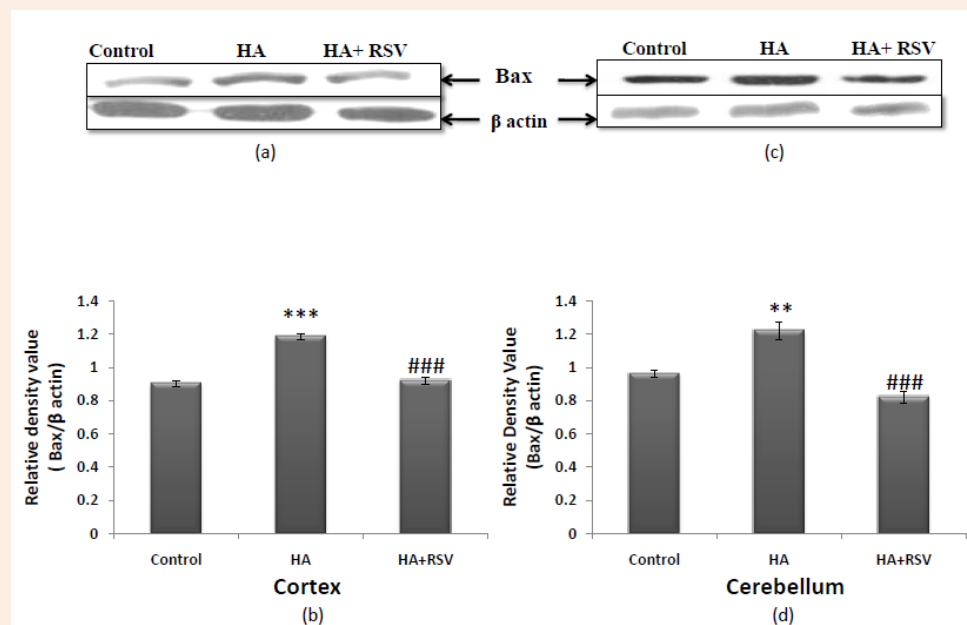 Control HA HA+ RSV
Bax
β actin
(a)
Control HA HA+ RSV
(c)
Relative density value
( Bax/β actin)
1.4
1.2
1
0.8
0.6
0.4
0.2
0
***
###
Control HA HA+RSV
Cortex
(b)
Relative Density Value
(Bax/β actin)
1.4
1.2
1
0.8
0.6
0.4
0.2
0
**
###
Control HA HA+RSV
Cerebellum
(d)